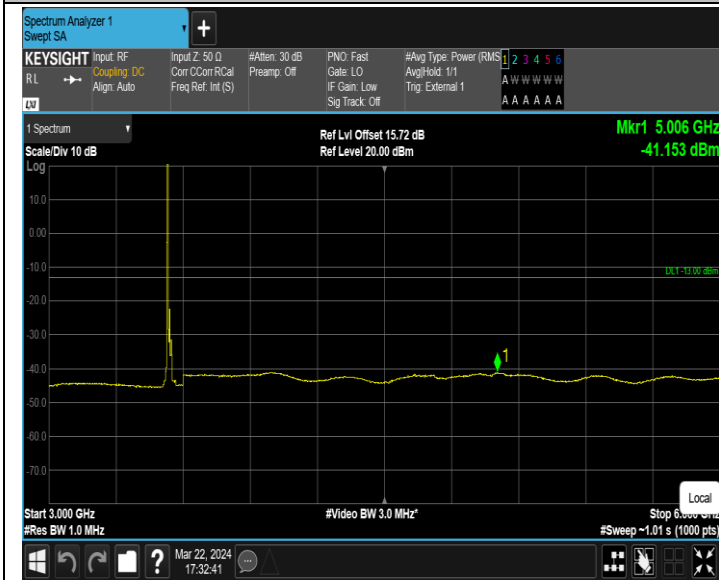 Spectrum Analyzer 1
Swept SA
+
KEYSIGHT Input: RF Input Z: 50 Ω #Atten: 30 dB PNO: Fast #Avg Type: Power (RMS 1 2 3 4 5 6
RL Coupling: DC Corr CCorr RCal Preamp: Off Gate: LO Avg|Hold: 1/1 A W W W W W
Align: Auto Freq Ref: Int (S) IF Gain: Low Trig: External 1
LXI Sig Track: Off A A A A A A
1 Spectrum Ref Lvl Offset 15.72 dB Mkr1 5.006 GHz
Scale/Div 10 dB Ref Level 20.00 dBm -41.153 dBm
Log
10.0
0.00
-10.0 DL1 -13.00 dBm
-20.0
-30.0
1
-40.0
-50.0
-60.0
-70.0
Local
Start 3.000 GHz #Video BW 3.0 MHz* Stop 6.000 GHz
#Res BW 1.0 MHz #Sweep ~1.01 s (1000 pts)
? Mar 22, 2024
17:32:41